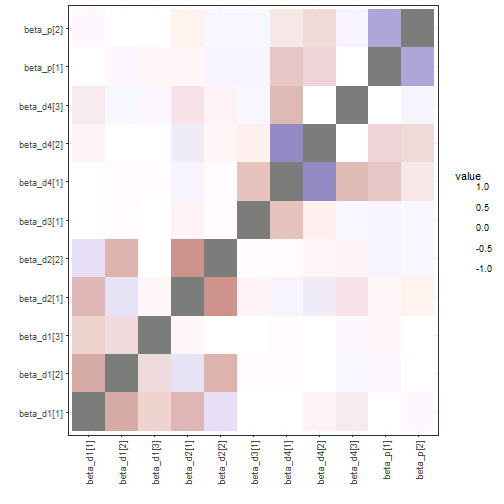 beta_p[2]
beta_p[1]
beta_d4[3]
beta_d4[2]
beta_d4[1]
beta_d3[1]
beta_d2[2]
beta_d2[1]
beta_d1[3]
beta_d1[2]
beta_d1[1]
beta_d1[1]
beta_d1[2]
beta_d1[3]
beta_d2[1]
beta_d2[2]
beta_d3[1]
beta_d4[1]
beta_d4[2]
beta_d4[3]
beta_p[1]
beta_p[2]
value
1.0
0.5
0.0
-0.5
-1.0